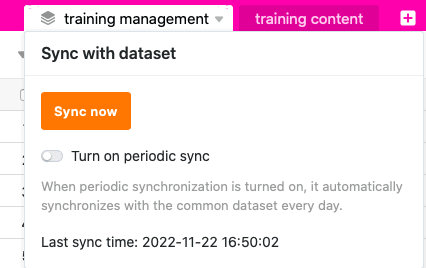 training management
training content
Sync with dataset
Sync now
Turn on periodic sync
When periodic synchronization is turned on, it automatically
synchronizes with the common dataset every day.
Last sync time: 2022-11-22 16:50:02